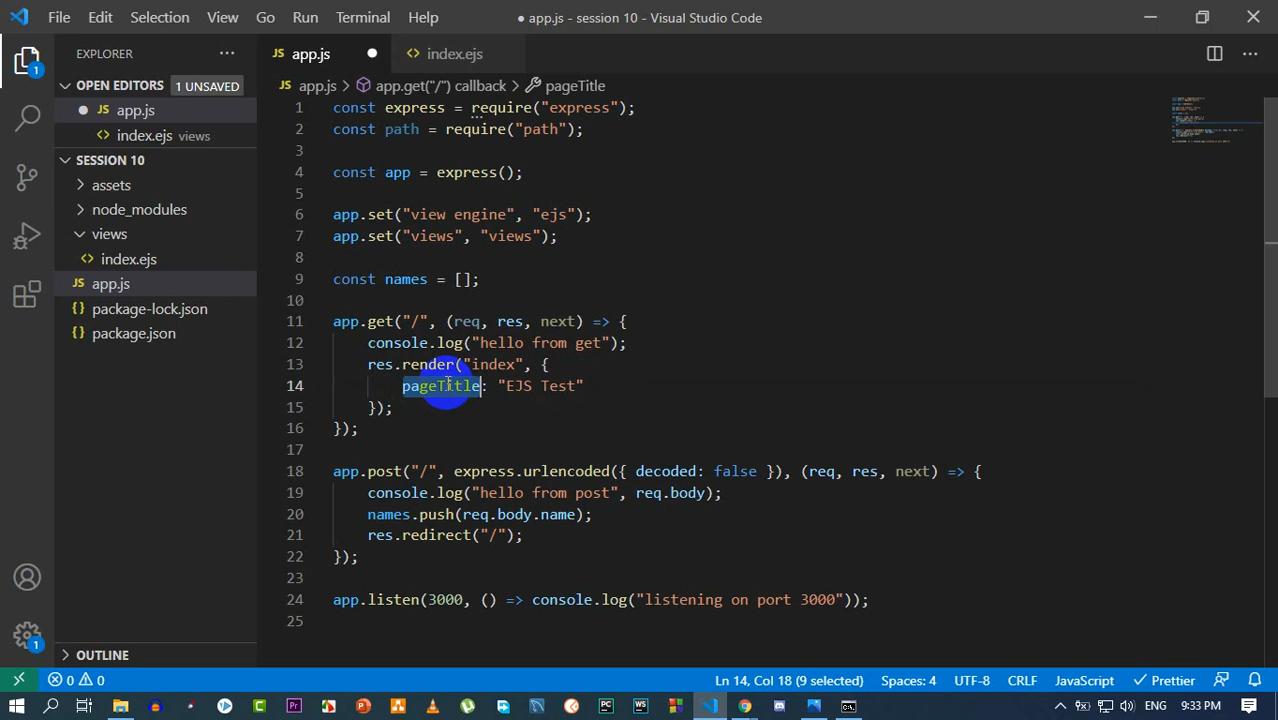 File Edit Selection View Go Run Terminal Help
● app.js - session 10 - Visual Studio Code
EXPLORER ...
JS app.js ●
<> index.ejs
OPEN EDITORS 1 UNSAVED
● JS app.js
<> index.ejs views
SESSION 10
assets
node_modules
views
<> index.ejs
JS app.js
{} package-lock.json
{} package.json
OUTLINE
1
1
JS app.js > app.get("/") callback > pageTitle
1 const express = require("express");
2 const path = require("path");
3
4 const app = express();
5
6 app.set("view engine", "ejs");
7 app.set("views", "views");
8
9 const names = [];
10
11 app.get("/", (req, res, next) => {
12 console.log("hello from get");
13 res.render("index", {
14 pageTitle: "EJS Test"
15 });
16 });
17
18 app.post("/", express.urlencoded({ decoded: false }), (req, res, next) => {
19 console.log("hello from post", req.body);
20 names.push(req.body.name);
21 res.redirect("/");
22 });
23
24 app.listen(3000, () => console.log("listening on port 3000"));
25
0 0
Ln 14, Col 18 (9 selected) Spaces: 4 UTF-8 CRLF JavaScript Prettier
9:33 PM